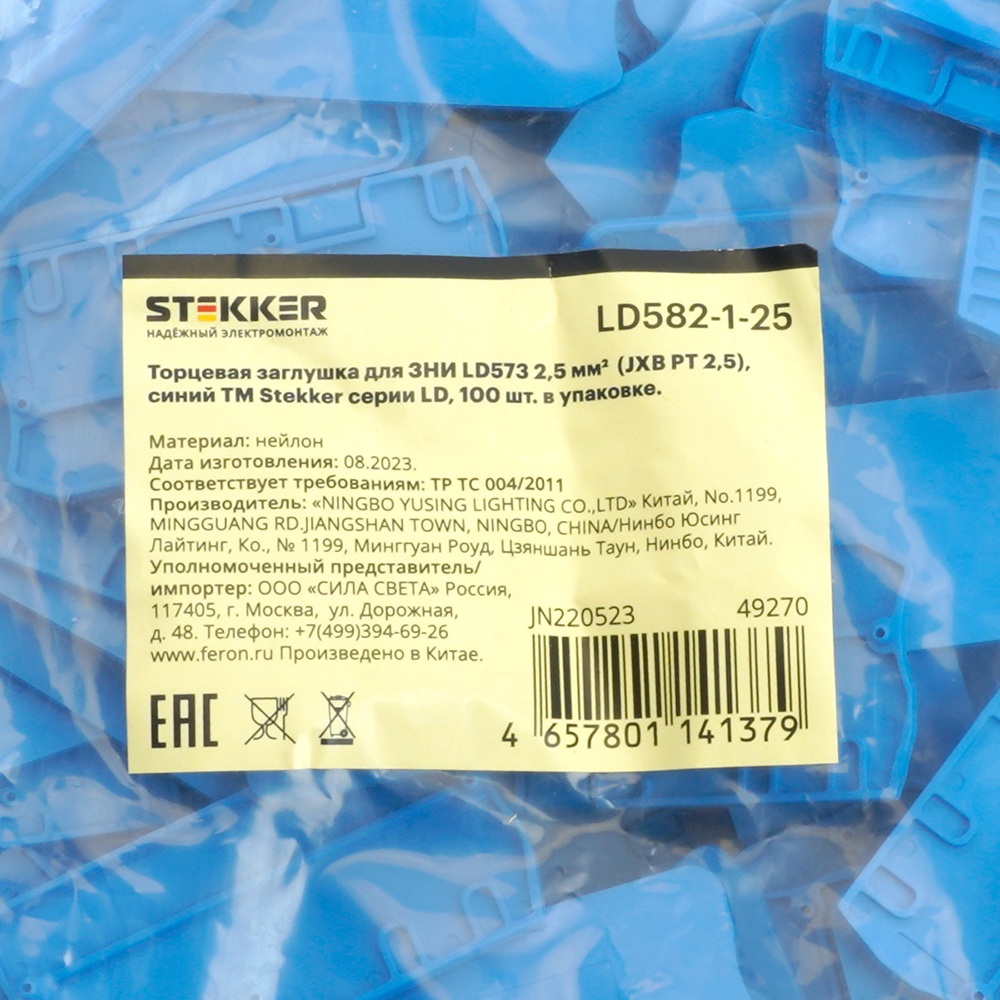 STEKKER
НАДЁЖНЫЙ ЭЛЕКТРОМОНТАЖ
LD582-1-25
Торцевая заглушка для ЗНИ LD573 2,5 мм² (JXB PT 2,5),
синий ТМ Stekker серии LD, 100 шт. в упаковке.
Материал: нейлон
Дата изготовления: 08.2023.
Соответствует требованиям: ТР ТС 004/2011
Производитель: «NINGBO YUSING LIGHTING CO.,LTD» Китай, No.1199,
MINGGUANG RD.JIANGSHAN TOWN, NINGBO, CHINA/Нинбо Юсинг
Лайтинг, Ко., № 1199, Минггуан Роуд, Цзяншань Таун, Нинбо, Китай.
Уполномоченный представитель/
импортер: ООО «СИЛА СВЕТА» Россия,
117405, г. Москва, ул. Дорожная,
д. 48. Телефон: +7(499)394-69-26
www.feron.ru Произведено в Китае.
JN220523 49270
EAC
4 657801 141379